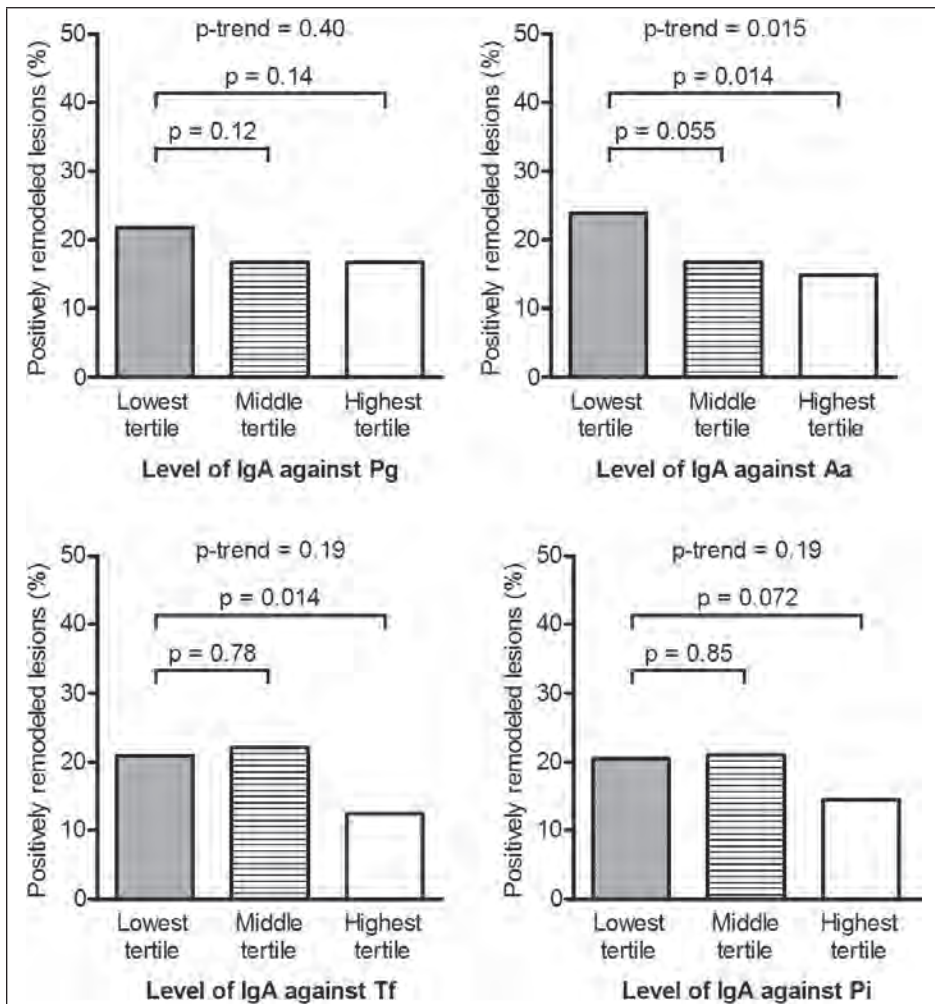 p-trend = 0.40
p = 0.14
p = 0.12
Positively remodeled lesions (%)
50
40
30
20
10
0
Lowest tertile
Middle tertile
Highest tertile
Level of IgA against Pg
p-trend = 0.015
p = 0.014
p = 0.055
Positively remodeled lesions (%)
50
40
30
20
10
0
Lowest tertile
Middle tertile
Highest tertile
Level of IgA against Aa
p-trend = 0.19
p = 0.014
p = 0.78
Positively remodeled lesions (%)
50
40
30
20
10
0
Lowest tertile
Middle tertile
Highest tertile
Level of IgA against Tf
p-trend = 0.19
p = 0.072
p = 0.85
Positively remodeled lesions (%)
50
40
30
20
10
0
Lowest tertile
Middle tertile
Highest tertile
Level of IgA against Pi